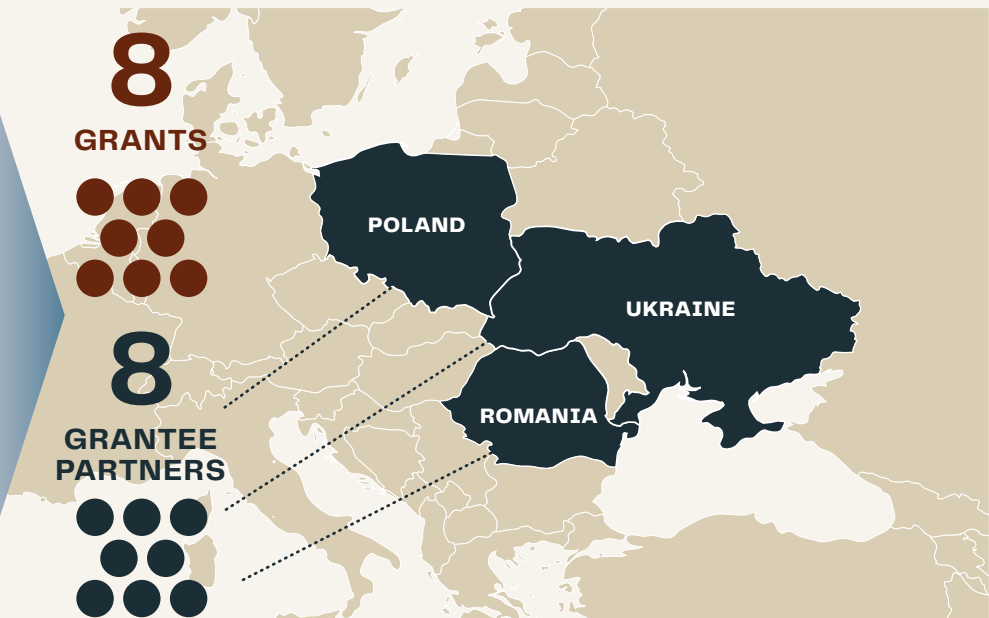 8
GRANTS
8
GRANTEE
PARTNERS
POLAND
UKRAINE
ROMANIA